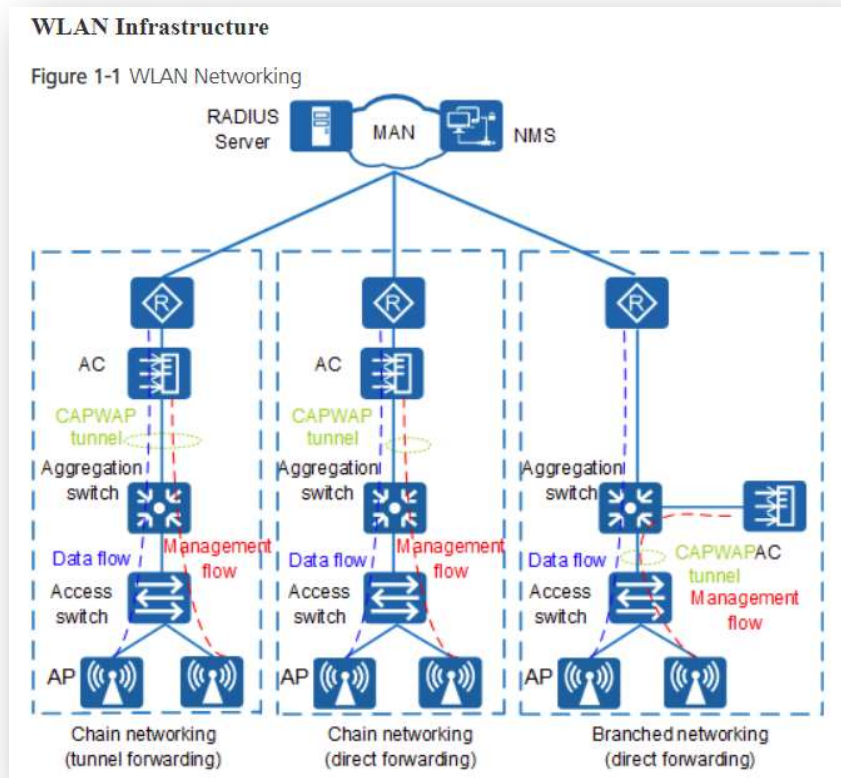 WLAN Infrastructure
Figure 1-1 WLAN Networking
RADIUS
Server
MAN
NMS
R
AC
CAPWAP
tunnel
Aggregation
switch
Data flow
Management
flow
Access
switch
AP
Chain networking
(tunnel forwarding)
R
AC
CAPWAP
tunnel
Aggregation
switch
Data flow
Management
flow
Access
switch
AP
Chain networking
(direct forwarding)
R
Aggregation
switch
Data flow
CAPWAP
tunnel
AC
Management
flow
Access
switch
AP
Branched networking
(direct forwarding)